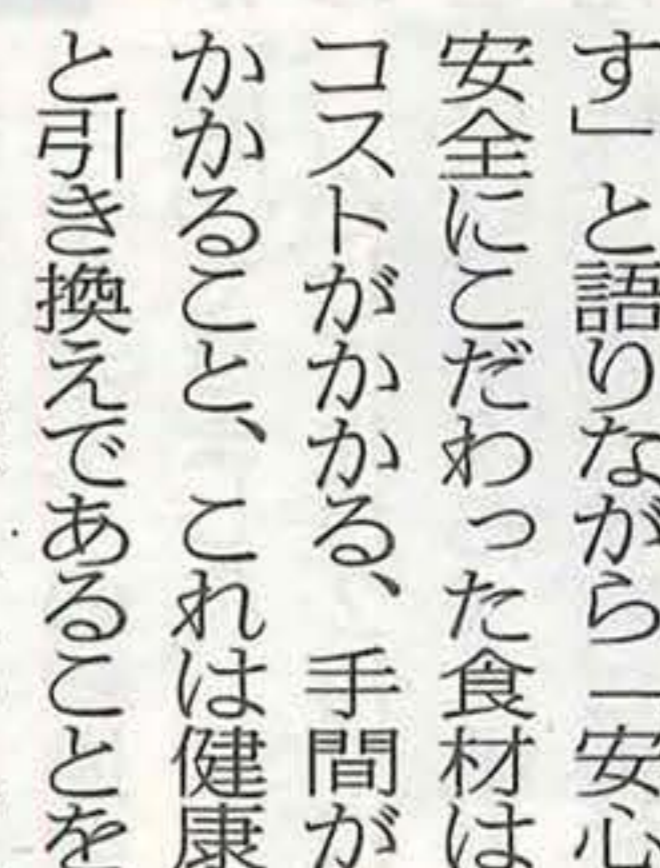 す」と語りながら「安心
安全にこだわった食材は
コストがかかる、手間が
かかること、これは健康
と引き換えであることを